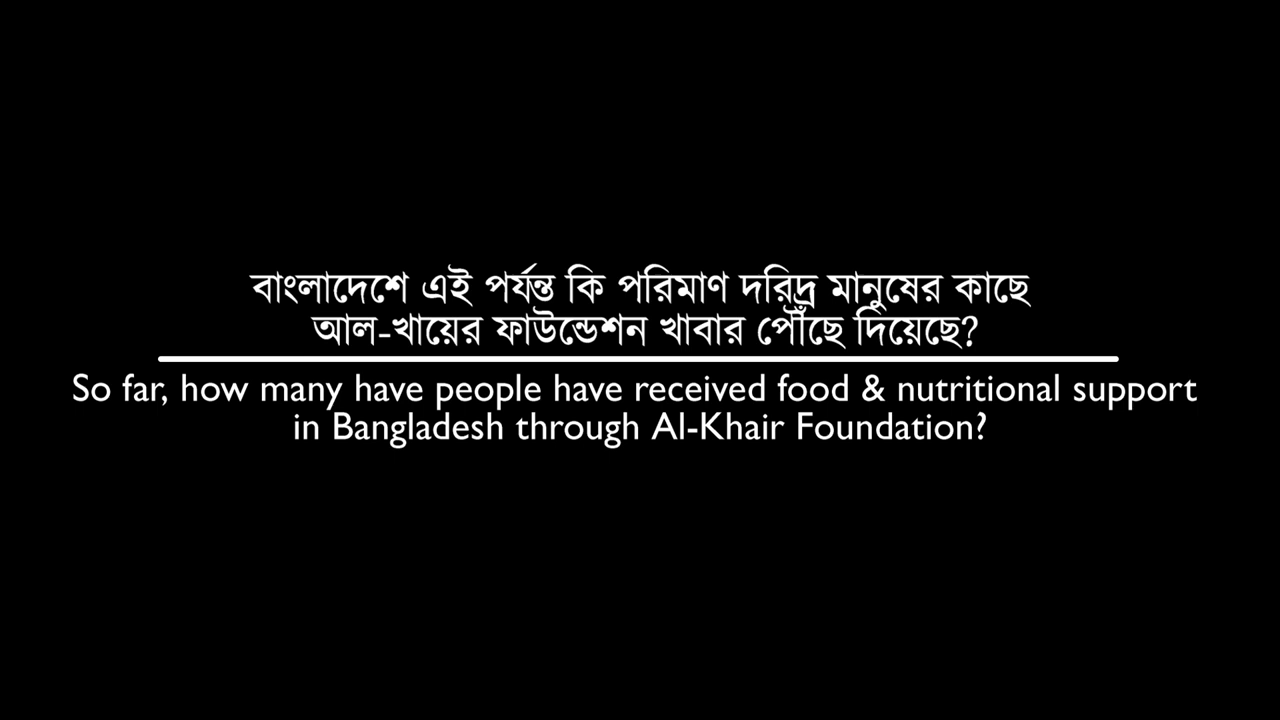 বাংলাদেশে এই পর্যন্ত কি পরিমাণ দরিদ্র মানুষের কাছে
আল-খায়ের ফাউন্ডেশন খাবার পৌঁছে দিয়েছে?
So far, how many have people have received food & nutritional support
in Bangladesh through Al-Khair Foundation?